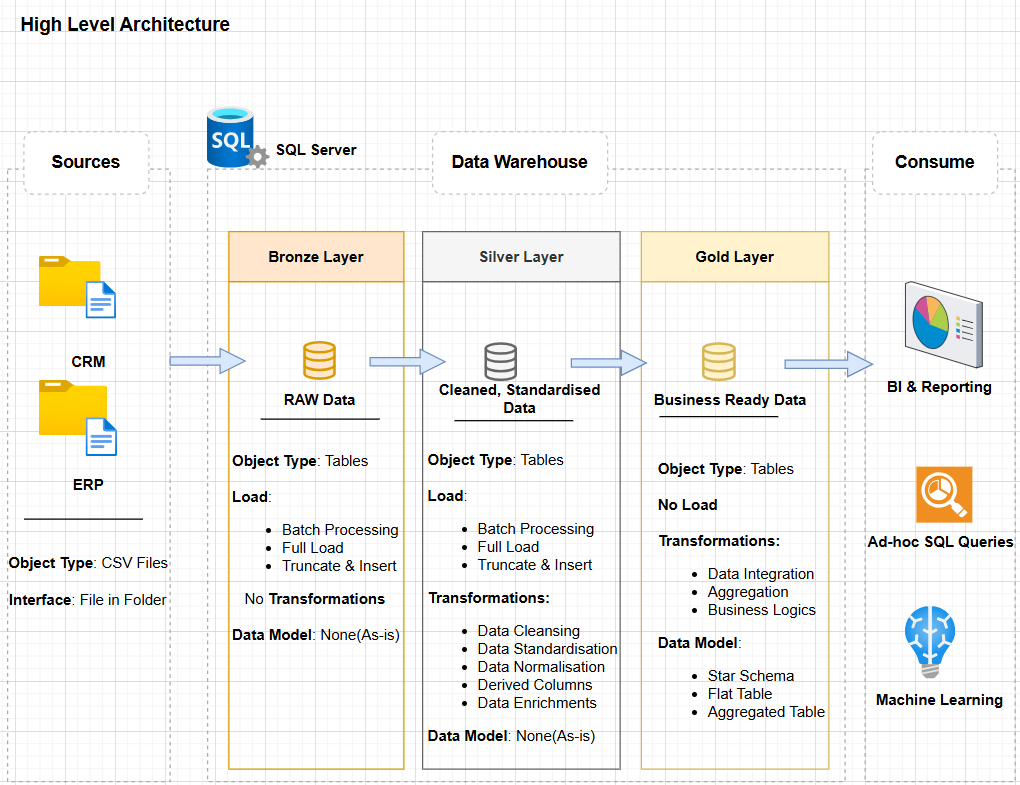 High Level Architecture
SQL
SQL Server
Sources
Data Warehouse
Consume
CRM
ERP
Object Type: CSV Files
Interface: File in Folder
Bronze Layer
RAW Data
Object Type: Tables
Load:
Batch Processing
Full Load
Truncate & Insert
No Transformations
Data Model: None(As-is)
Silver Layer
Cleaned, Standardised
Data
Object Type: Tables
Load:
Batch Processing
Full Load
Truncate & Insert
Transformations:
Data Cleansing
Data Standardisation
Data Normalisation
Derived Columns
Data Enrichments
Data Model: None(As-is)
Gold Layer
Business Ready Data
Object Type: Tables
No Load
Transformations:
Data Integration
Aggregation
Business Logics
Data Model:
Star Schema
Flat Table
Aggregated Table
BI & Reporting
Ad-hoc SQL Queries
Machine Learning